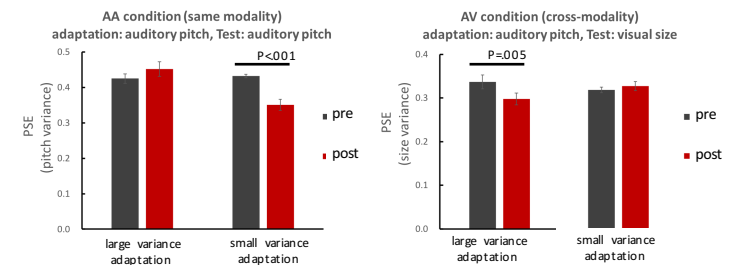 AA condition (same modality)
adaptation: auditory pitch, Test: auditory pitch
0.5
0.4
0.3
0.2
0.1
0.0
PSE
(pitch variance)
P<.001
pre
post
large variance
adaptation
small variance
adaptation
AV condition (cross-modality)
adaptation: auditory pitch, Test: visual size
0.4
0.3
0.2
0.1
0.0
PSE
(size variance)
P=.005
pre
post
large variance
adaptation
small variance
adaptation